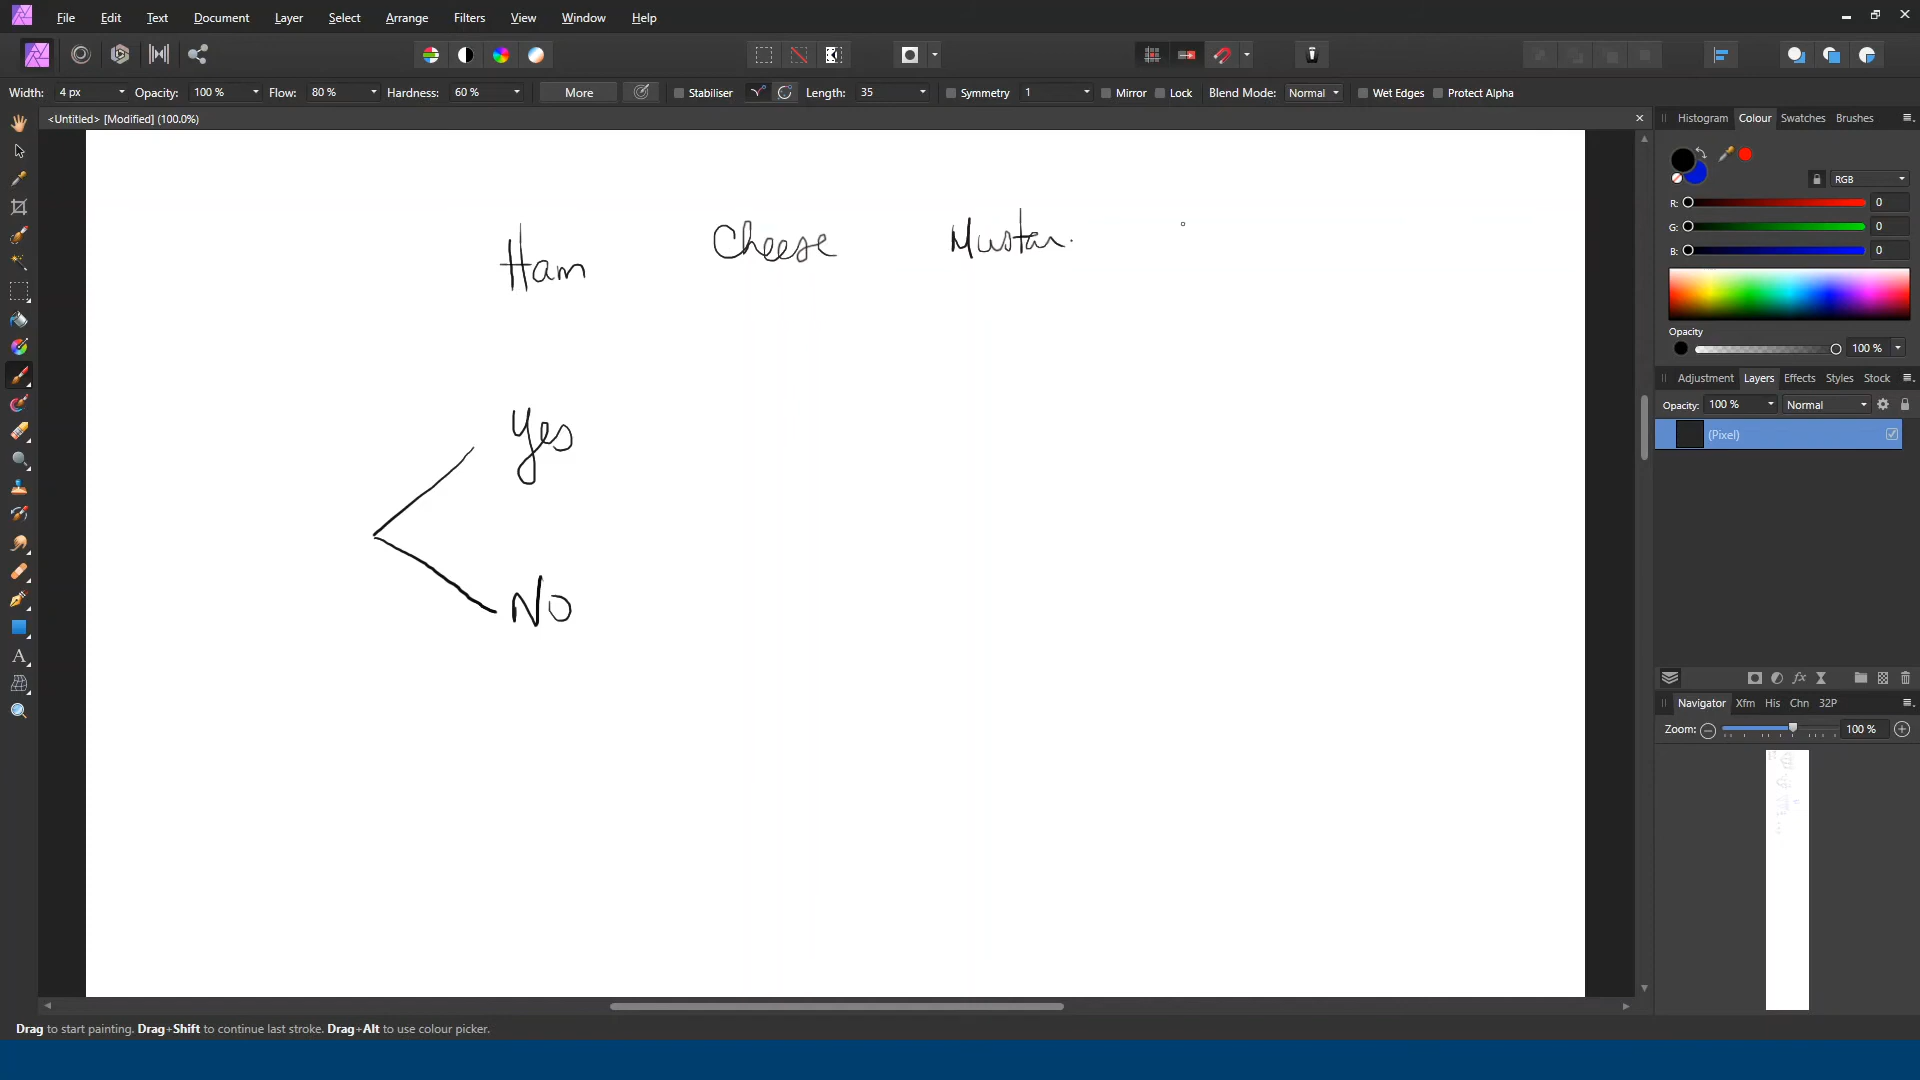 File Edit Text Document Layer Select Arrange Filters View Window Help
Width: 4 px Opacity: 100 % Flow: 80 % Hardness: 60 % More Stabiliser Length: 35 Symmetry 1 Mirror Lock Blend Mode: Normal Wet Edges Protect Alpha
<Untitled> [Modified] (100.0%)
Histogram Colour Swatches Brushes
RGB
R: 0
G: 0
B: 0
Opacity
100 %
Adjustment Layers Effects Styles Stock
Opacity: 100 % Normal
(Pixel)
Navigator Xfm His Chn 32P
Zoom: 100 %
Ham Cheese Mustar.
Yes
No
Drag to start painting. Drag+Shift to continue last stroke. Drag+Alt to use colour picker.